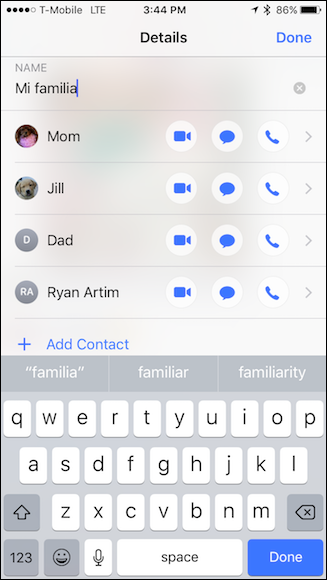 T-Mobile LTE 3:44 PM 86%
Details Done
NAME
Mi familia
Mom
Jill
D Dad
RA Ryan Artim
+ Add Contact
“familia” familiar familiarity
q w e r t y u i o p
a s d f g h j k l
z x c v b n m
123 space Done